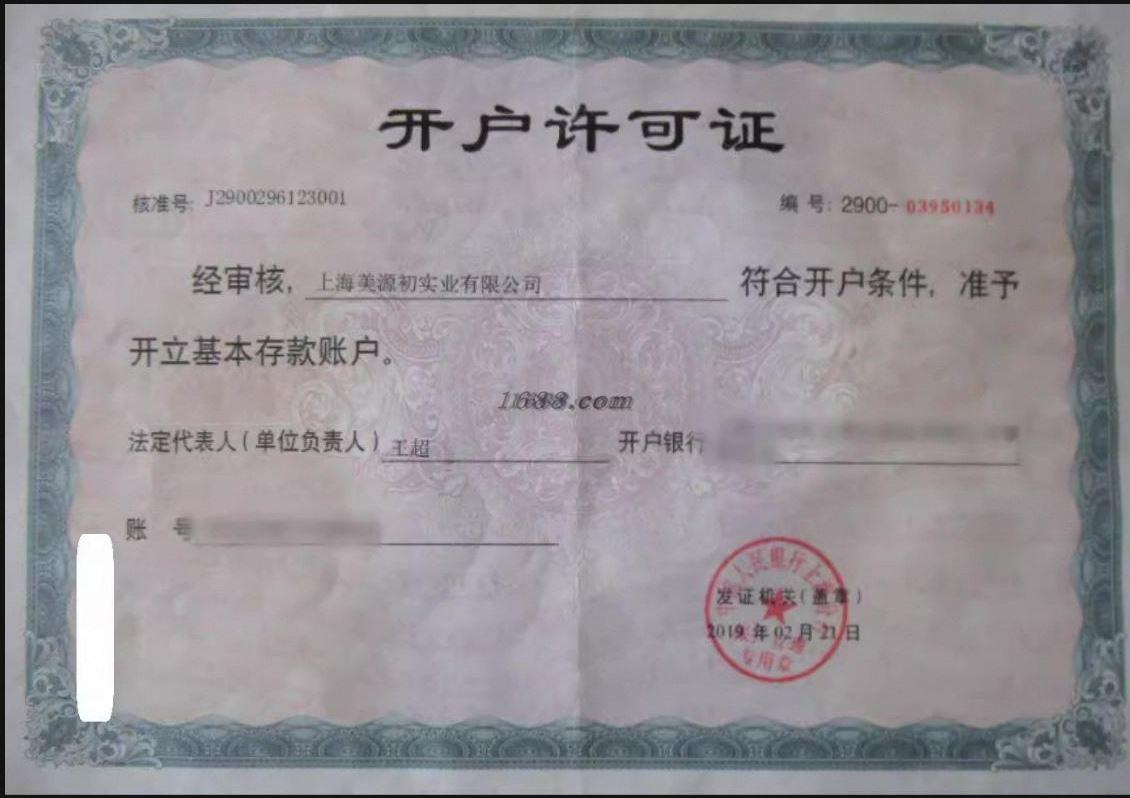 开户许可证
核准号: J2900296123001 编 号: 2900-03950134
经审核, 上海美源初实业有限公司 符合开户条件, 准予
开立基本存款账户。
1688.com
法定代表人(单位负责人) 王超 开户银行
账 号
发证机关(盖章)
2019 年 02 月 21 日
专用章